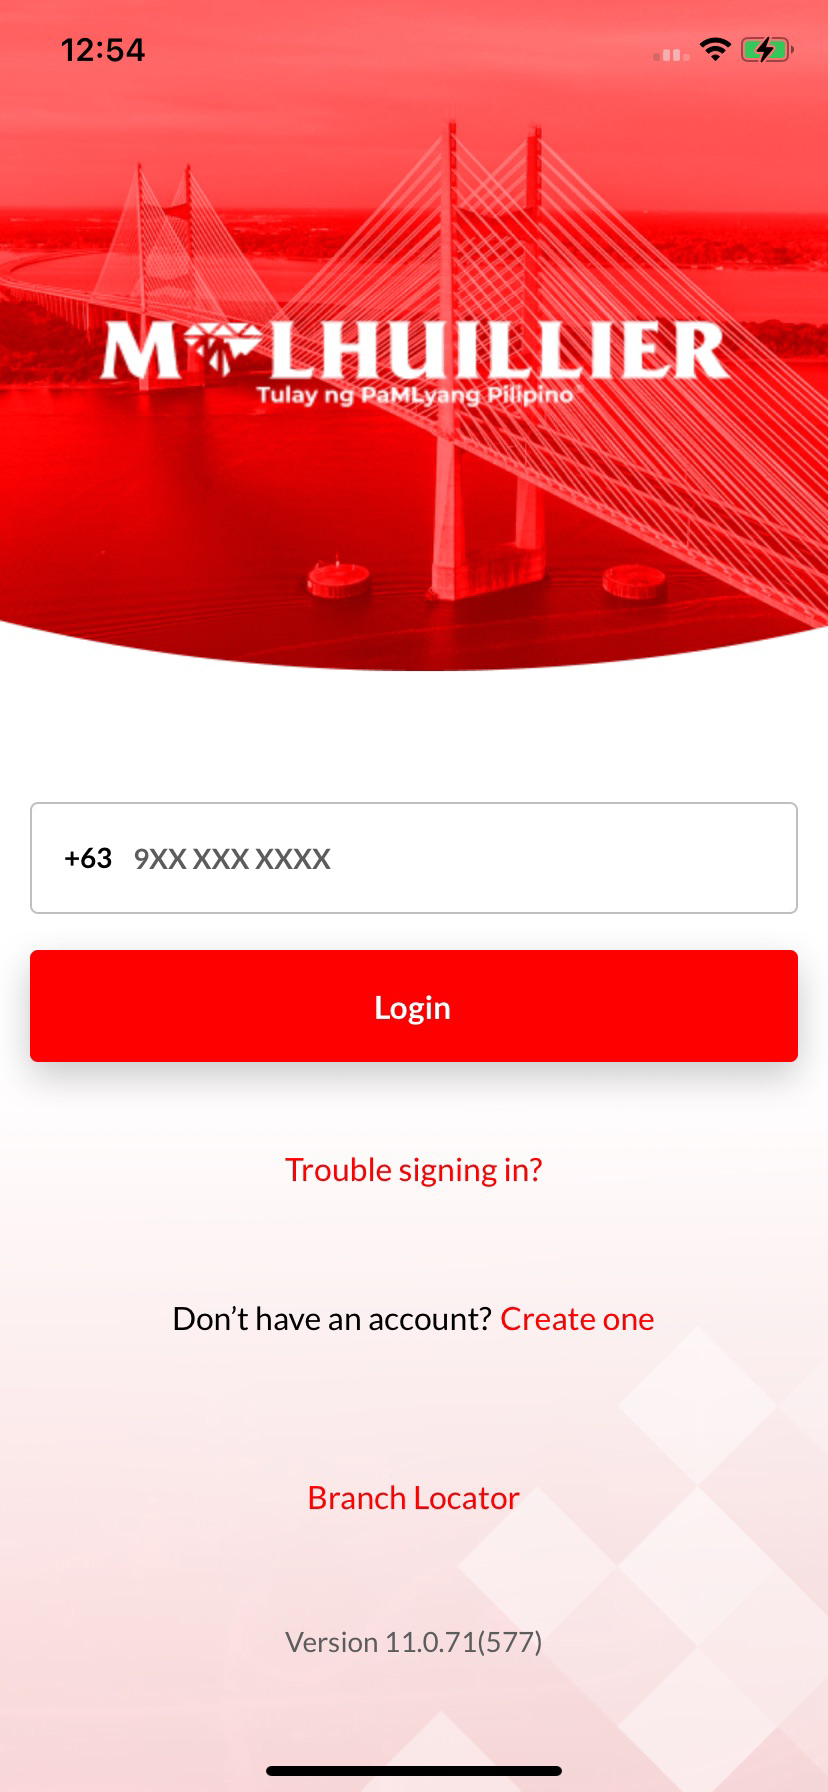 12:54
M LHUILLIER
Tulay ng PaMLyang Pilipino
+63 9XX XXX XXXX
Login
Trouble signing in?
Don’t have an account? Create one
Branch Locator
Version 11.0.71(577)